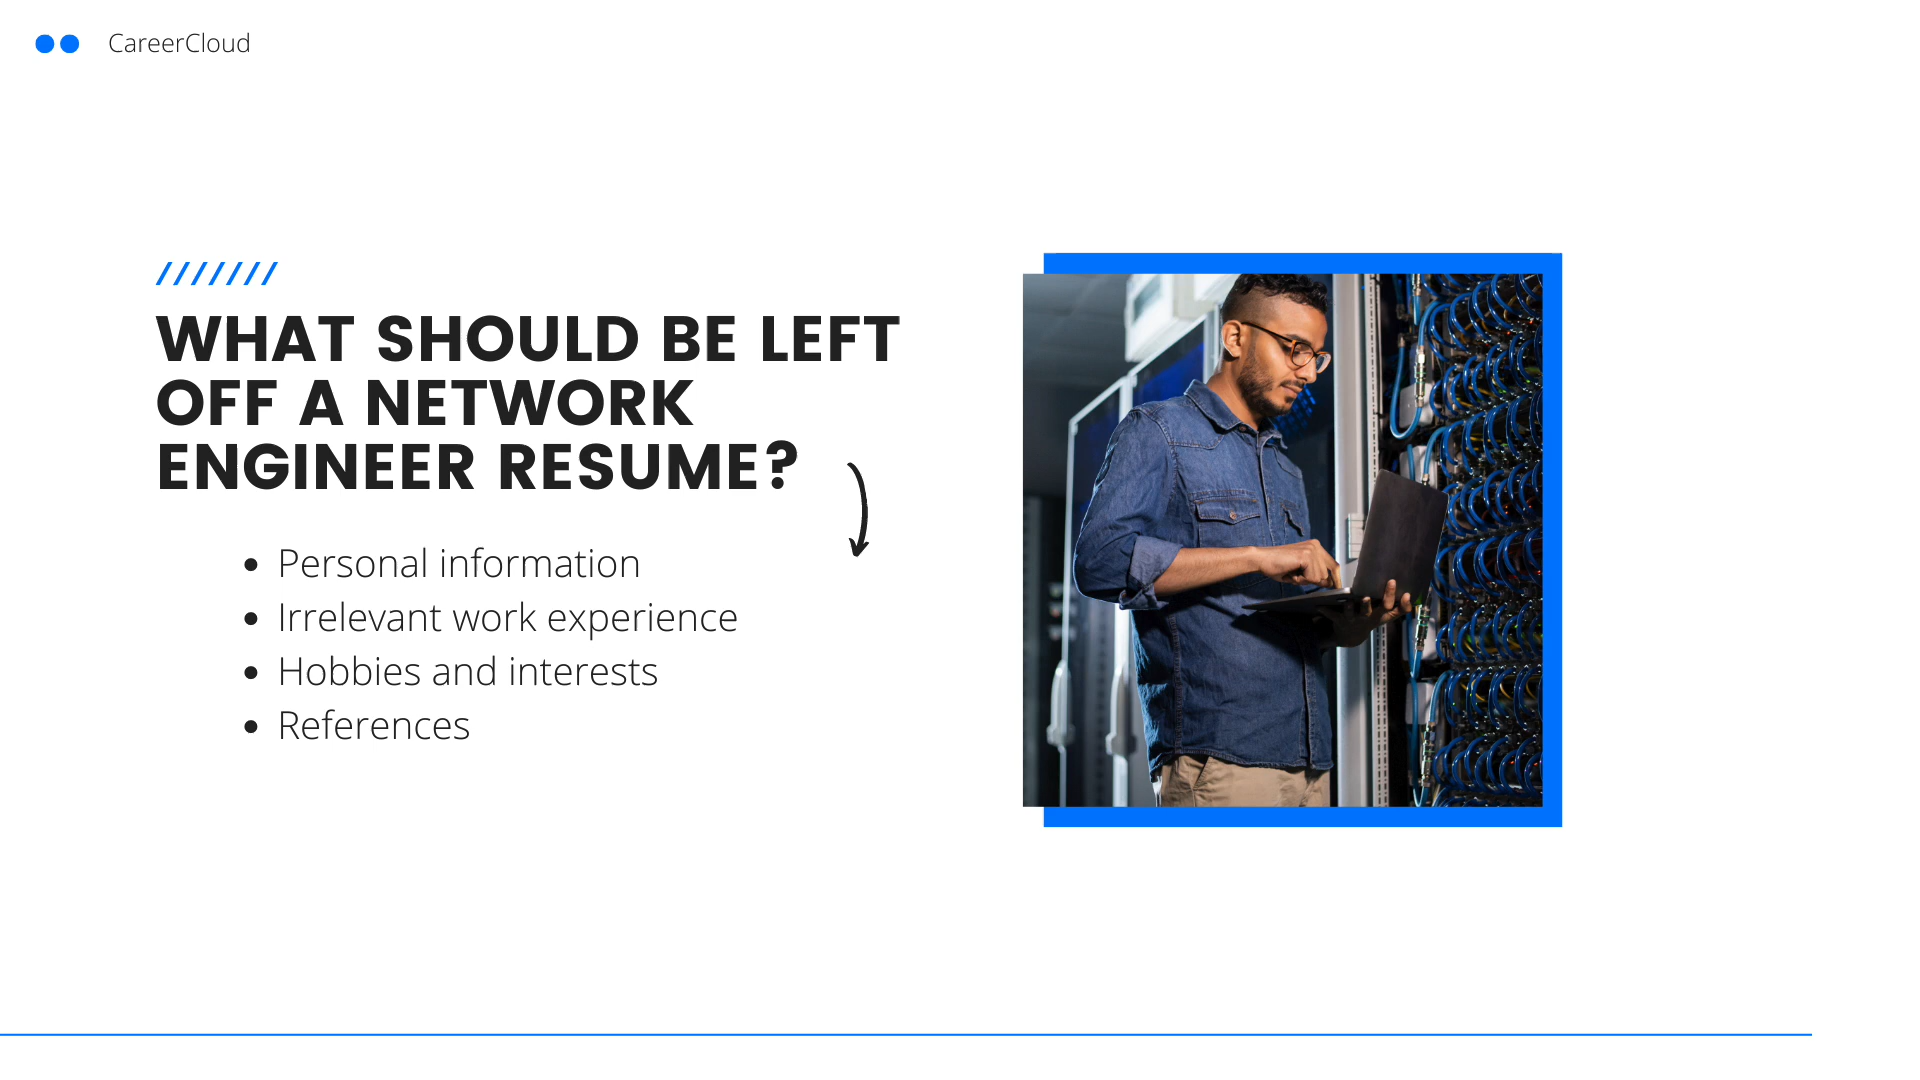 CareerCloud
WHAT SHOULD BE LEFT
OFF A NETWORK
ENGINEER RESUME?
• Personal information
• Irrelevant work experience
• Hobbies and interests
• References